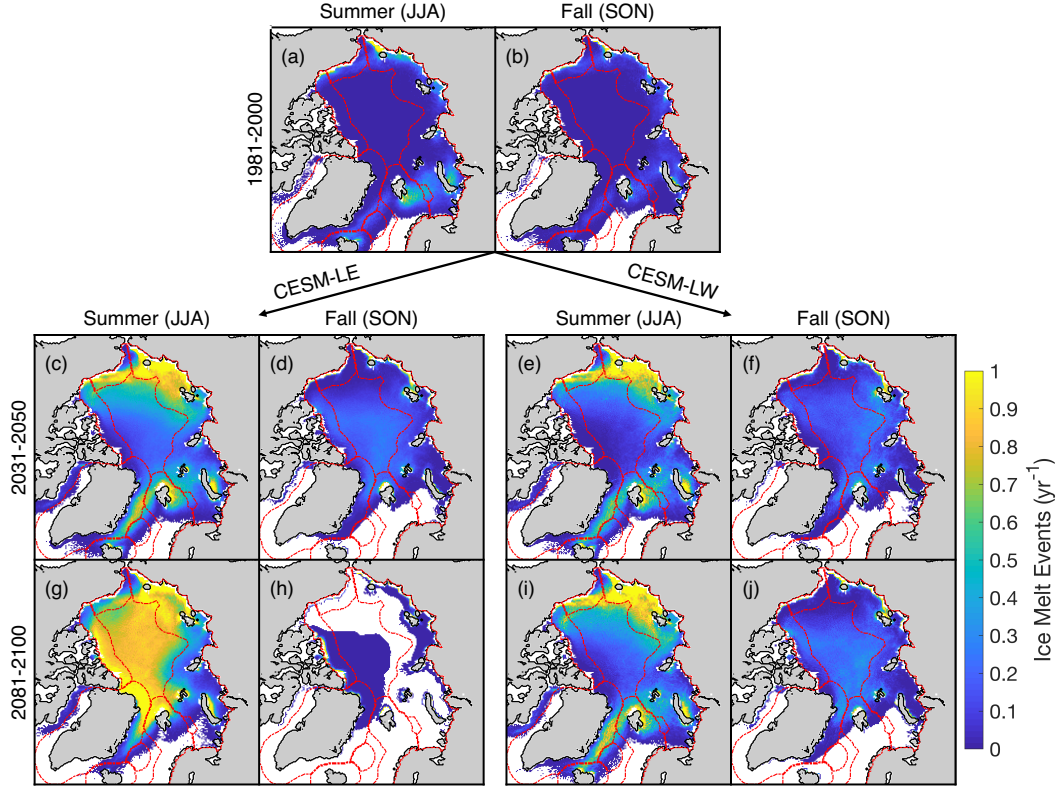 Summer (JJA) Fall (SON)
(a) (b)
1981-2000
CESM-LE CESM-LW
Summer (JJA) Fall (SON) Summer (JJA) Fall (SON)
(c) (d) (e) (f)
2031-2050
(g) (h) (i) (j)
2081-2100
1
0.9
0.8
0.7
0.6
0.5
0.4
0.3
0.2
0.1
0
Ice Melt Events (yr⁻¹)